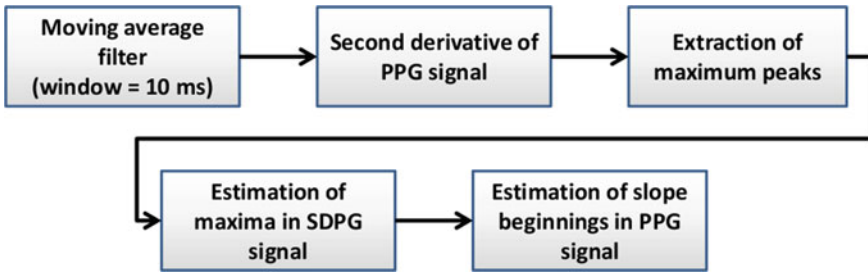 Moving average
filter
(window = 10 ms)
Second derivative of
PPG signal
Extraction of
maximum peaks
Estimation of
maxima in SDPG
signal
Estimation of slope
beginnings in PPG
signal